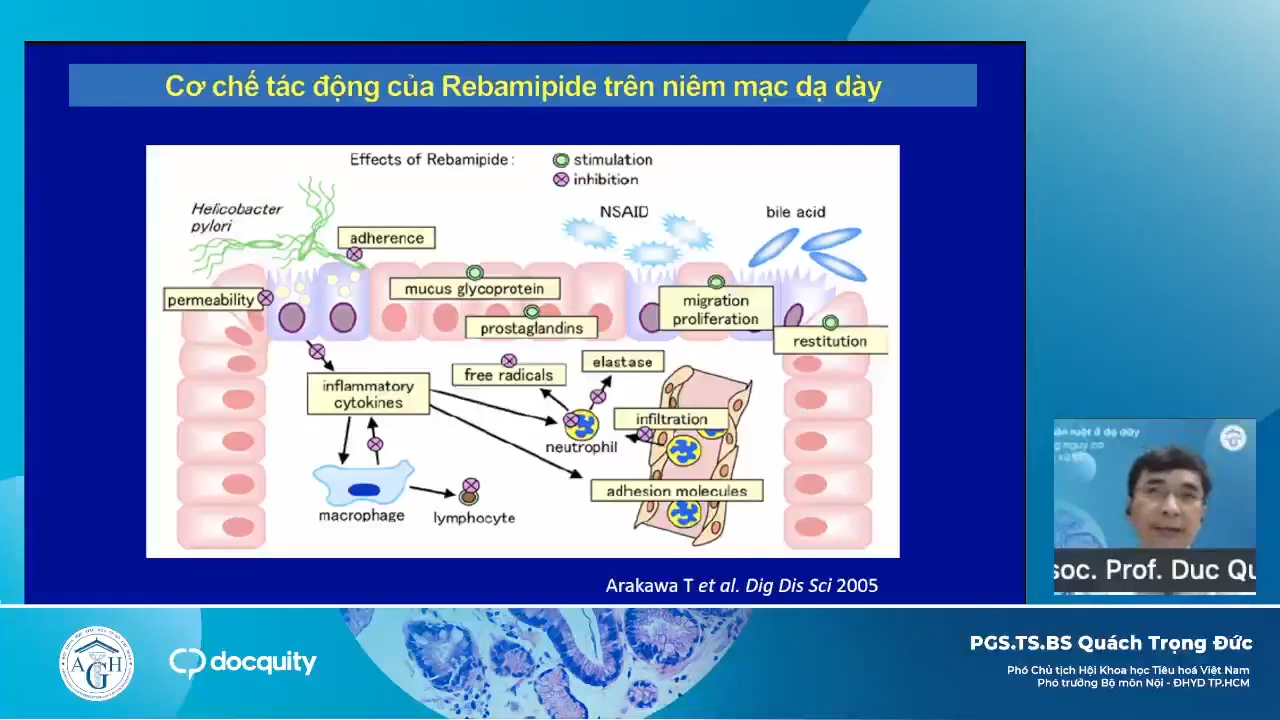 Cơ chế tác động của Rebamipide trên niêm mạc dạ dày
Effects of Rebamipide :
stimulation
inhibition
Helicobacter
pylori
NSAID
bile acid
adherence
permeability
mucus glycoprotein
migration
proliferation
prostaglandins
restitution
elastase
free radicals
inflammatory
cytokines
infiltration
neutrophil
adhesion molecules
macrophage
lymphocyte
Arakawa T et al. Dig Dis Sci 2005
soc. Prof. Duc Qu
AGH
docquity
PGS.TS.BS Quách Trọng Đức
Phó Chủ tịch Hội Khoa học Tiêu hoá Việt Nam
Phó trưởng Bộ môn Nội - ĐHYD TP.HCM